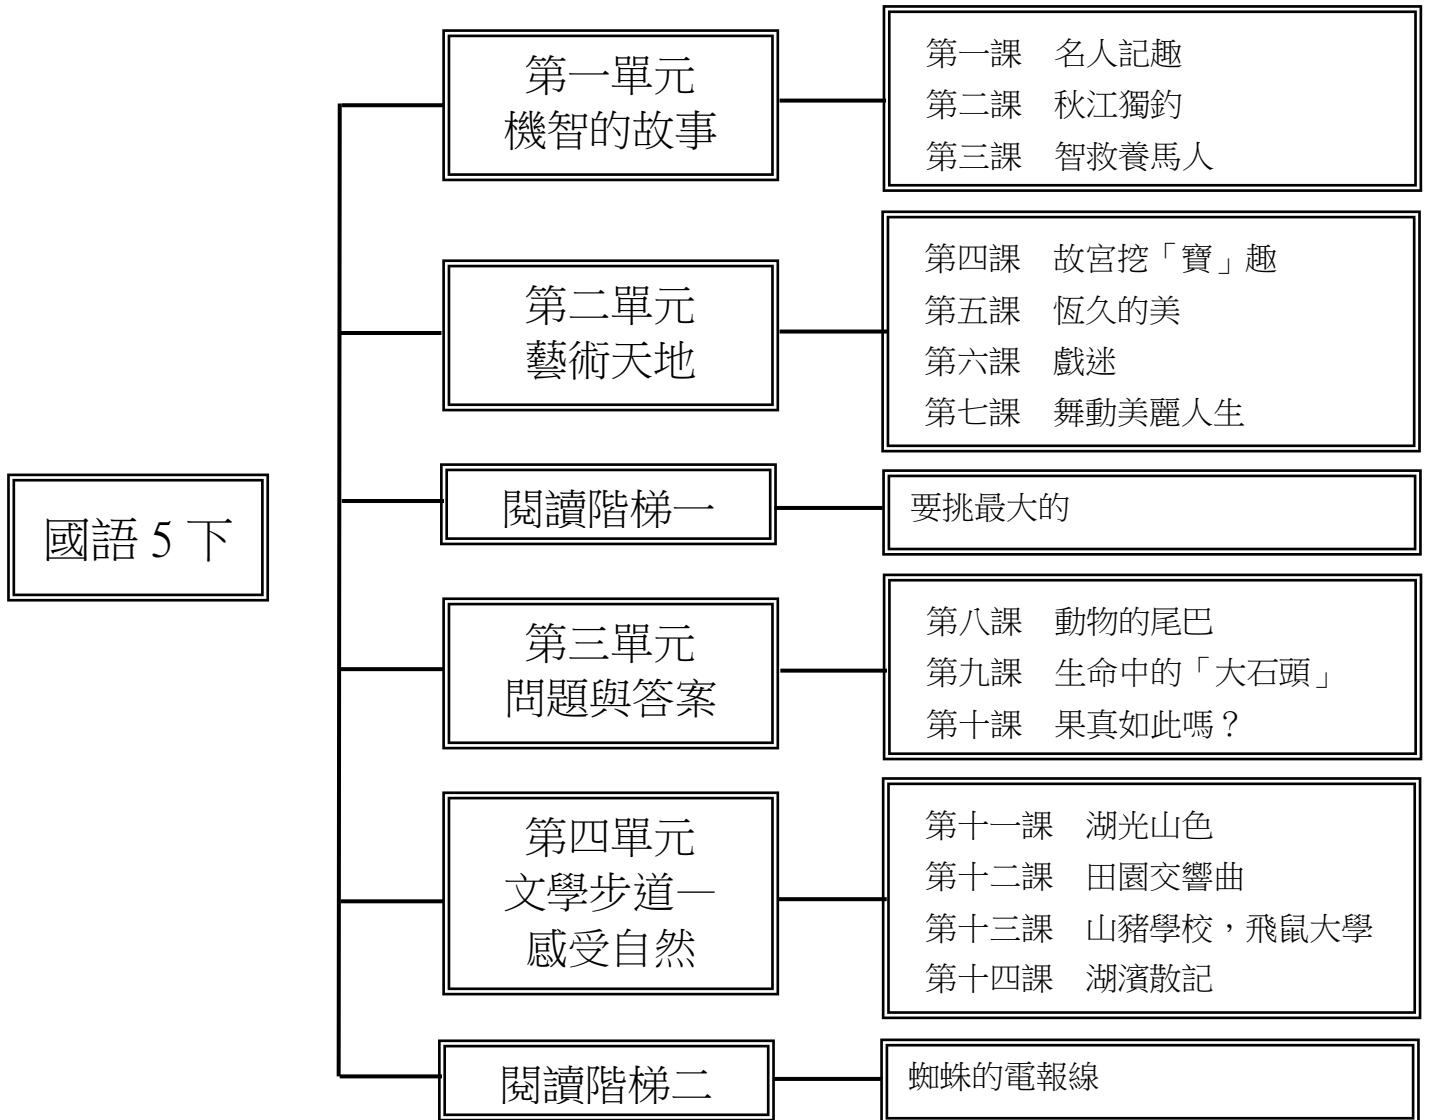 國語 5 下
第一單元
機智的故事
第一課　名人記趣
第二課　秋江獨釣
第三課　智救養馬人
第二單元
藝術天地
第四課　故宮挖「寶」趣
第五課　恆久的美
第六課　戲迷
第七課　舞動美麗人生
閱讀階梯一
要挑最大的
第三單元
問題與答案
第八課　動物的尾巴
第九課　生命中的「大石頭」
第十課　果真如此嗎？
第四單元
文學步道—
感受自然
第十一課　湖光山色
第十二課　田園交響曲
第十三課　山豬學校，飛鼠大學
第十四課　湖濱散記
閱讀階梯二
蜘蛛的電報線